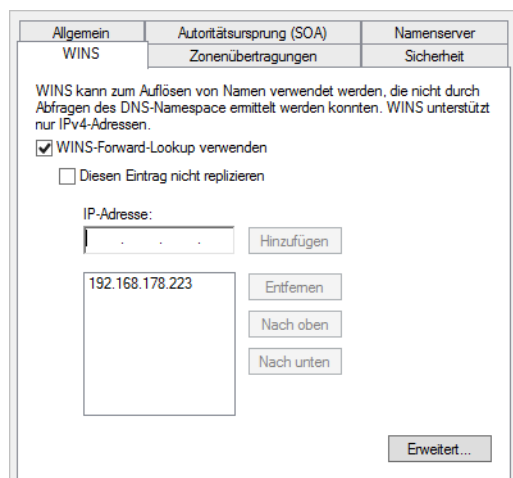 Allgemein
Autoritätsursprung (SOA)
Namenserver
WINS
Zonenübertragungen
Sicherheit
WINS kann zum Auflösen von Namen verwendet werden, die nicht durch
Abfragen des DNS-Namespace ermittelt werden konnten. WINS unterstützt
nur IPv4-Adressen.
WINS-Forward-Lookup verwenden
Diesen Eintrag nicht replizieren
IP-Adresse:
. . .
Hinzufügen
192.168.178.223
Entfernen
Nach oben
Nach unten
Erweitert...